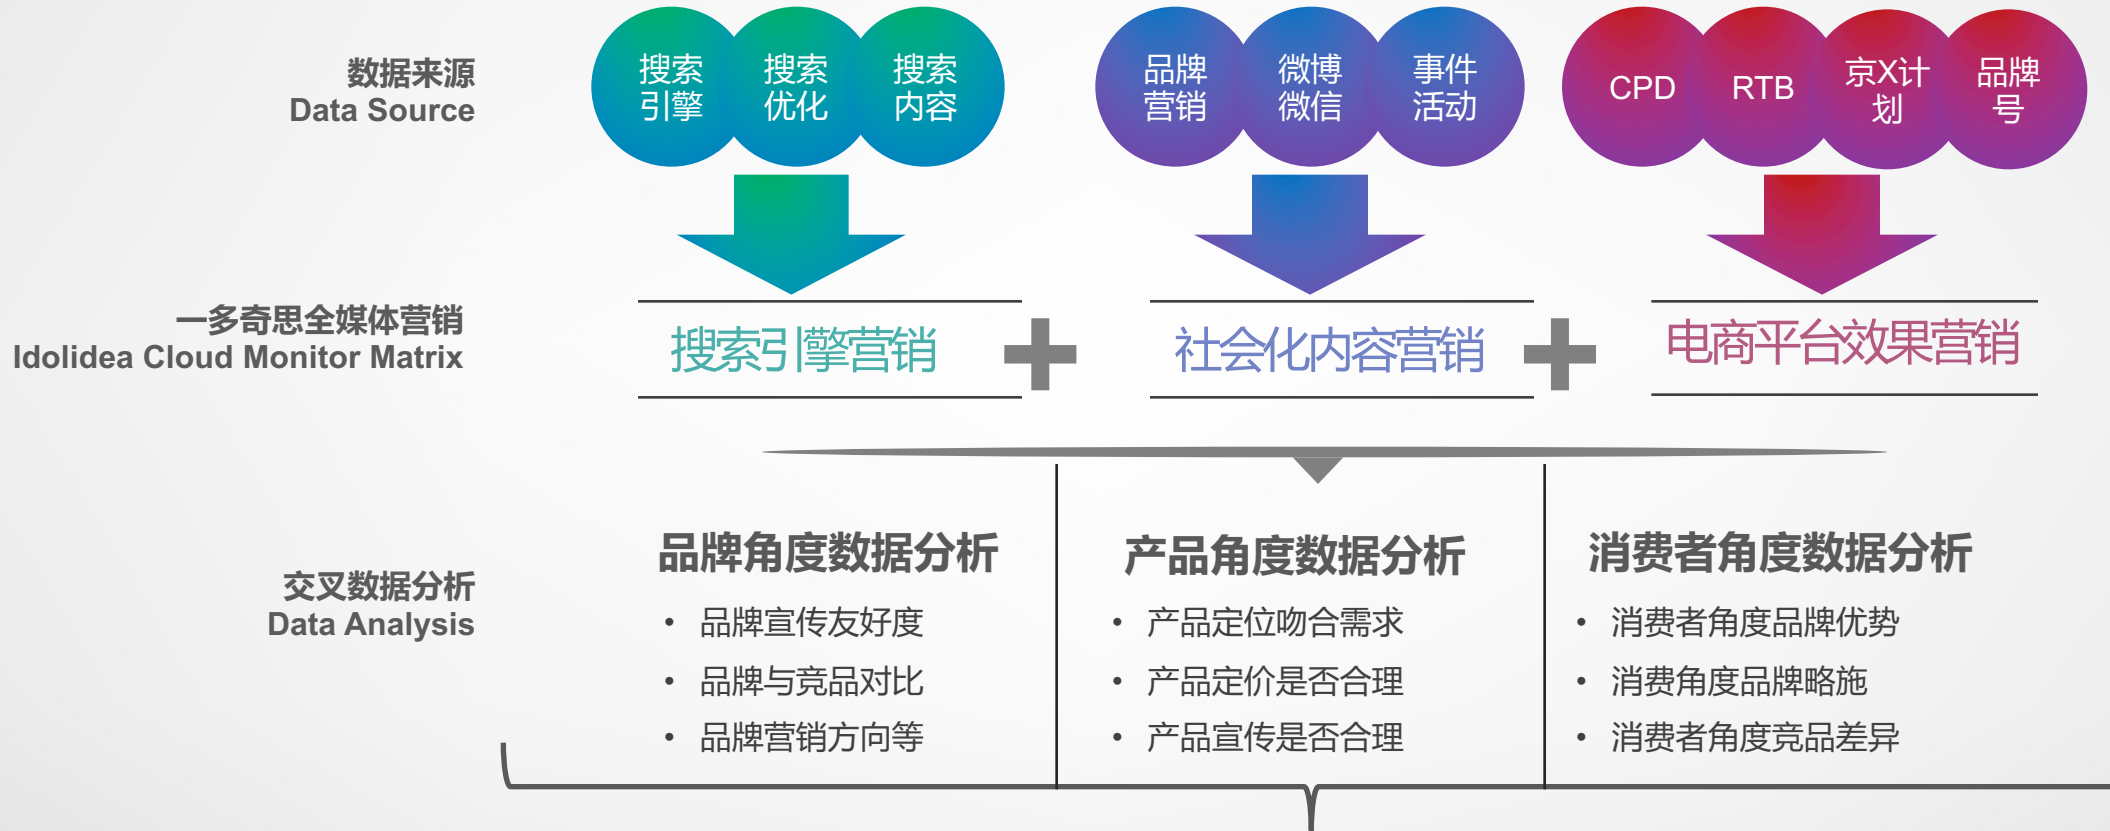 数据来源
Data Source
搜索
引擎
搜索
优化
搜索
内容
品牌
营销
微博
微信
事件
活动
CPD
RTB
京X计
划
品牌
号
一多奇思全媒体营销
Idolidea Cloud Monitor Matrix
搜索引擎营销
社会化内容营销
电商平台效果营销
交叉数据分析
Data Analysis
品牌角度数据分析
• 品牌宣传友好度
• 品牌与竞品对比
• 品牌营销方向等
产品角度数据分析
• 产品定位吻合需求
• 产品定价是否合理
• 产品宣传是否合理
消费者角度数据分析
• 消费者角度品牌优势
• 消费角度品牌略施
• 消费者角度竞品差异